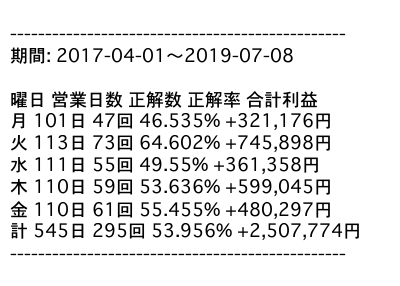 ------------------------------------------------
期間: 2017-04-01〜2019-07-08
曜日 営業日数 正解数 正解率 合計利益
月 101日 47回 46.535% +321,176円
火 113日 73回 64.602% +745,898円
水 111日 55回 49.55% +361,358円
木 110日 59回 53.636% +599,045円
金 110日 61回 55.455% +480,297円
計 545日 295回 53.956% +2,507,774円
------------------------------------------------